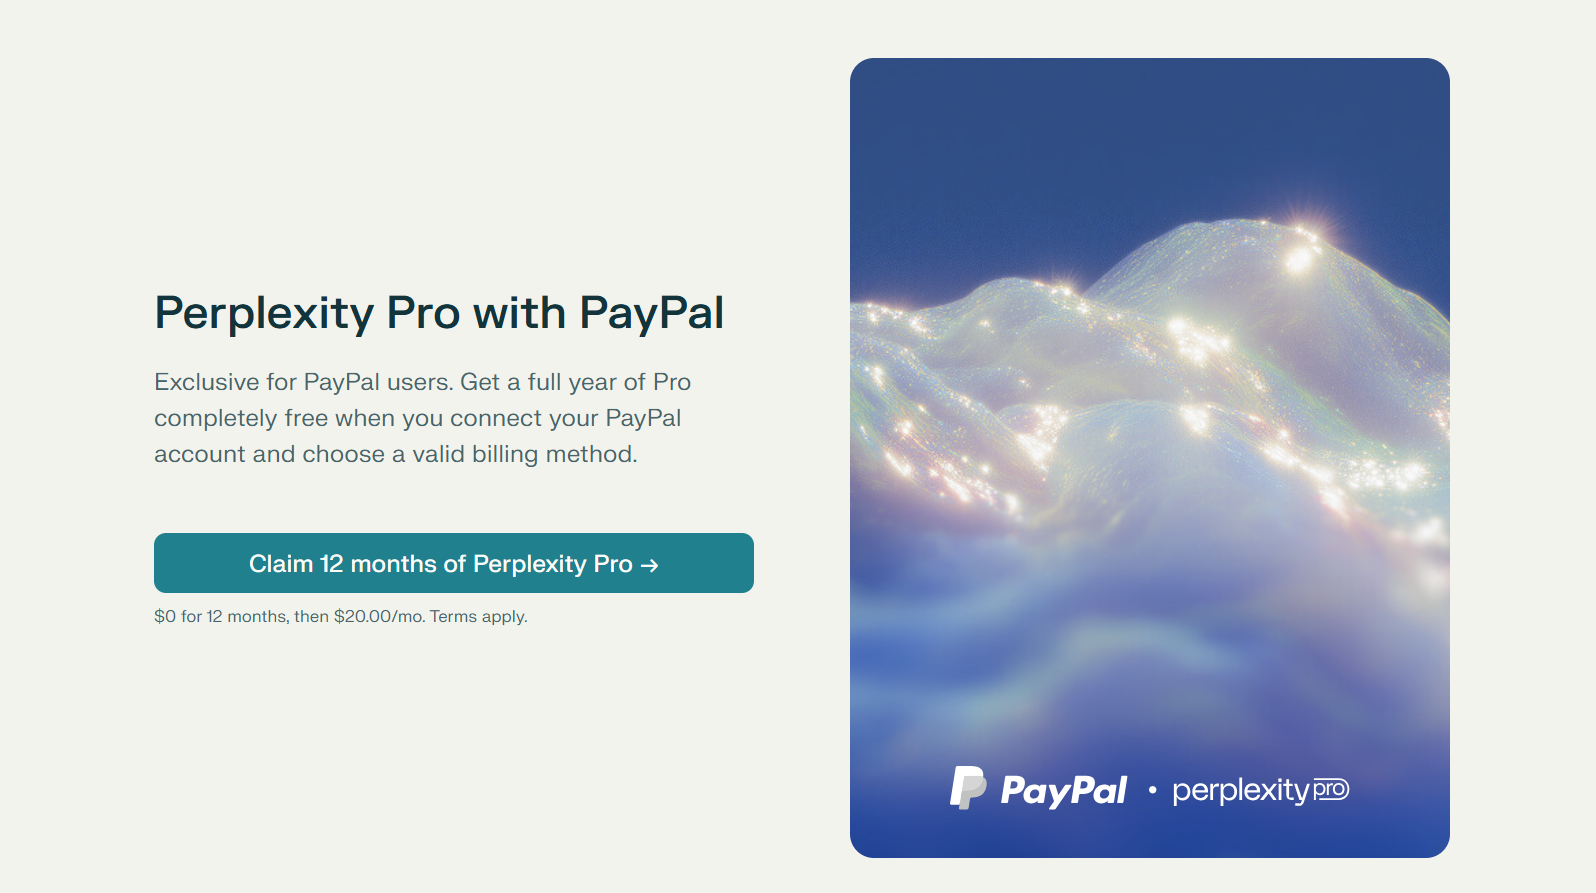 Perplexity Pro with PayPal
Exclusive for PayPal users. Get a full year of Pro
completely free when you connect your PayPal
account and choose a valid billing method.
Claim 12 months of Perplexity Pro →
$0 for 12 months, then $20.00/mo. Terms apply.
PayPal • perplexity pro